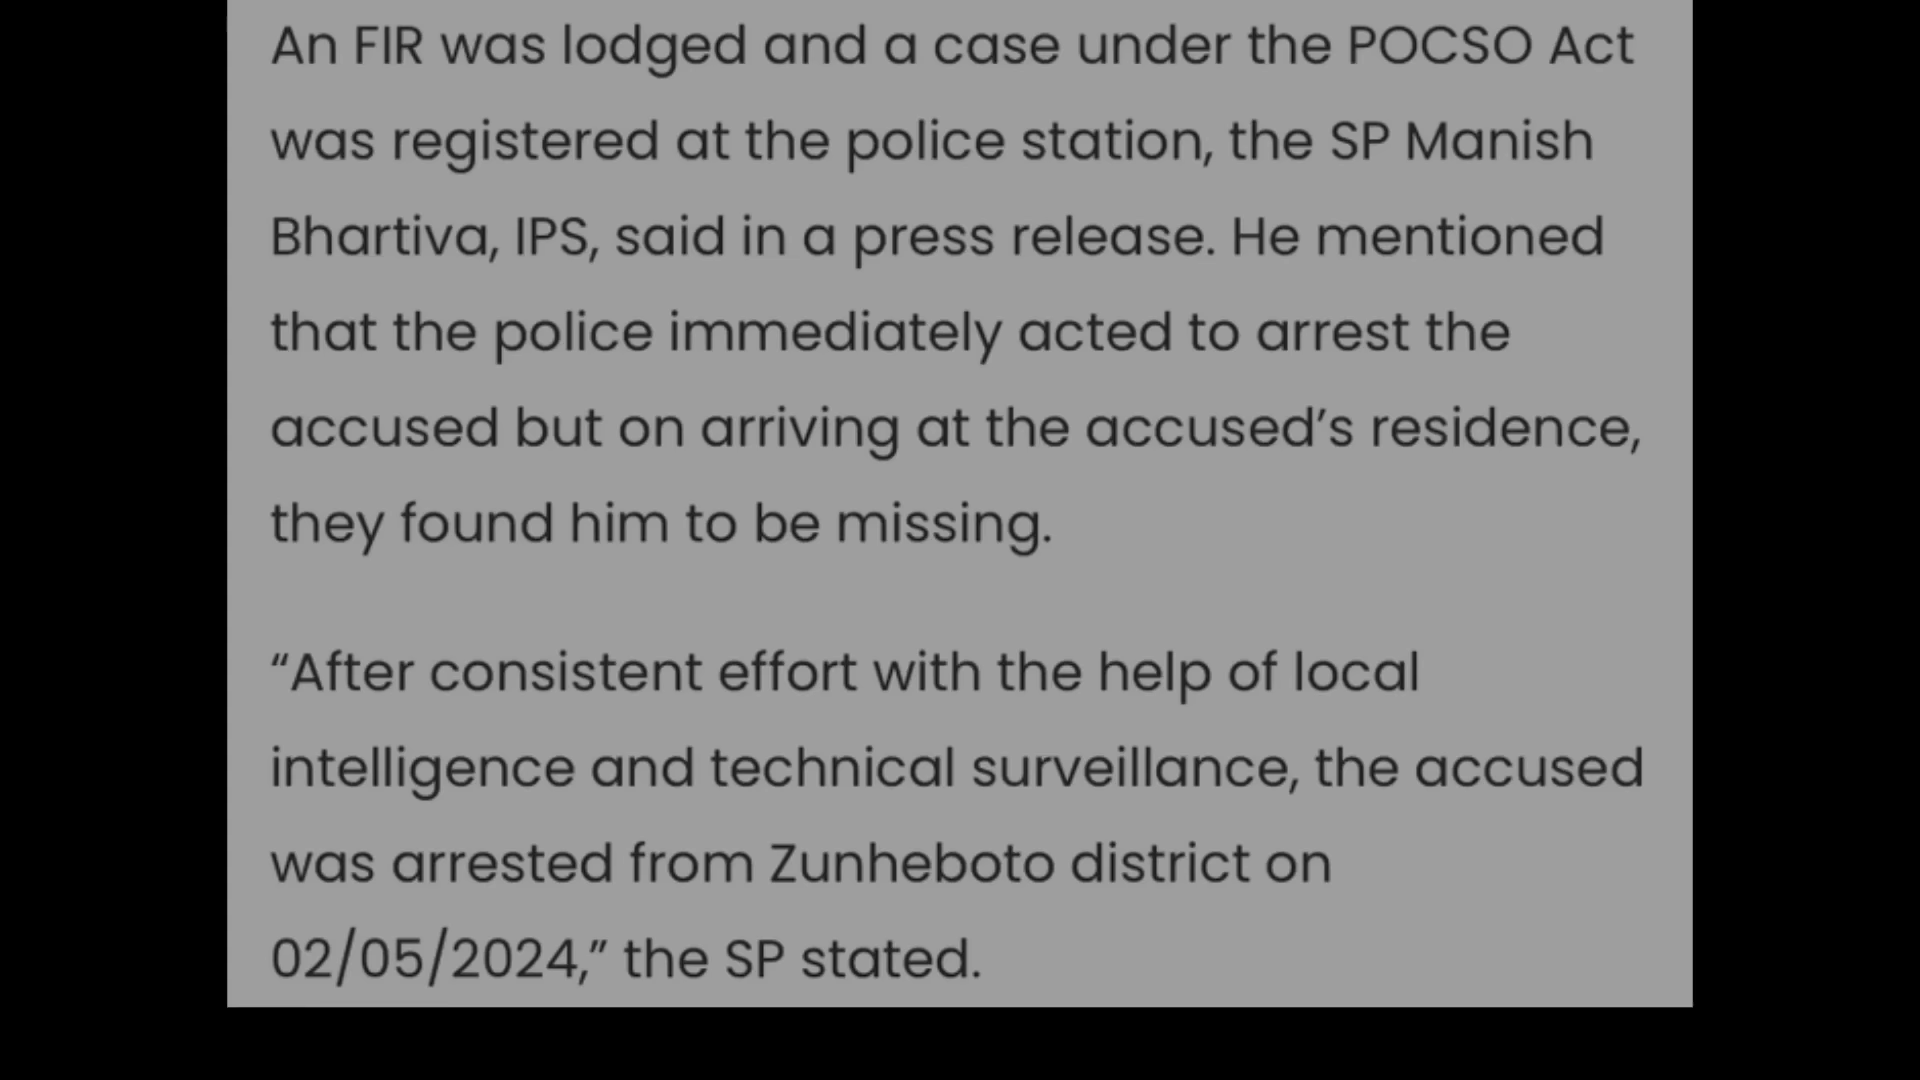 An FIR was lodged and a case under the POCSO Act
was registered at the police station, the SP Manish
Bhartiva, IPS, said in a press release. He mentioned
that the police immediately acted to arrest the
accused but on arriving at the accused’s residence,
they found him to be missing.
“After consistent effort with the help of local
intelligence and technical surveillance, the accused
was arrested from Zunheboto district on
02/05/2024,” the SP stated.